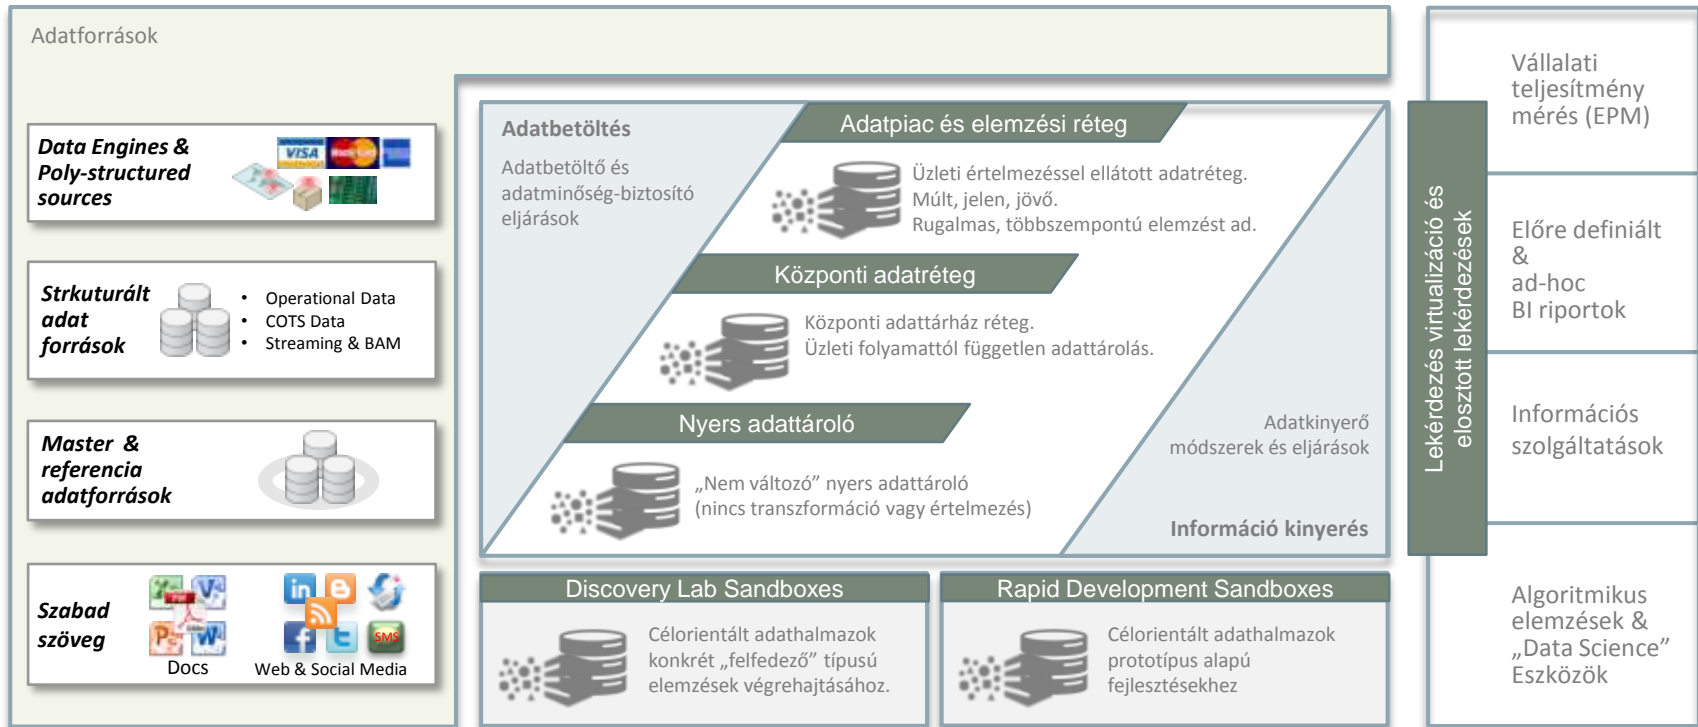 Adatforrások
Data Engines &
Poly-structured
sources
VISA
MasterCard
Strkuturált
adat
források
• Operational Data
• COTS Data
• Streaming & BAM
Master &
referencia
adatforrások
Szabad
szöveg
Docs
SMS
Web & Social Media
Adatbetöltés
Adatbetöltő és
adatminőség-biztosító
eljárások
Adatpiac és elemzési réteg
Üzleti értelmezéssel ellátott adatréteg.
Múlt, jelen, jövő.
Rugalmas, többszempontú elemzést ad.
Központi adatréteg
Központi adattárház réteg.
Üzleti folyamattól független adattárolás.
Nyers adattároló
„Nem változó” nyers adattároló
(nincs transzformáció vagy értelmezés)
Adatkinyerő
módszerek és eljárások
Információ kinyerés
Discovery Lab Sandboxes
Célorientált adathalmazok
konkrét „felfedező” típusú
elemzések végrehajtásához.
Rapid Development Sandboxes
Célorientált adathalmazok
prototípus alapú
fejlesztésekhez
Lekérdezés virtualizáció és
elosztott lekérdezések
Vállalati
teljesítmény
mérés (EPM)
Előre definiált
&
ad-hoc
BI riportok
Információs
szolgáltatások
Algoritmikus
elemzések &
„Data Science”
Eszközök